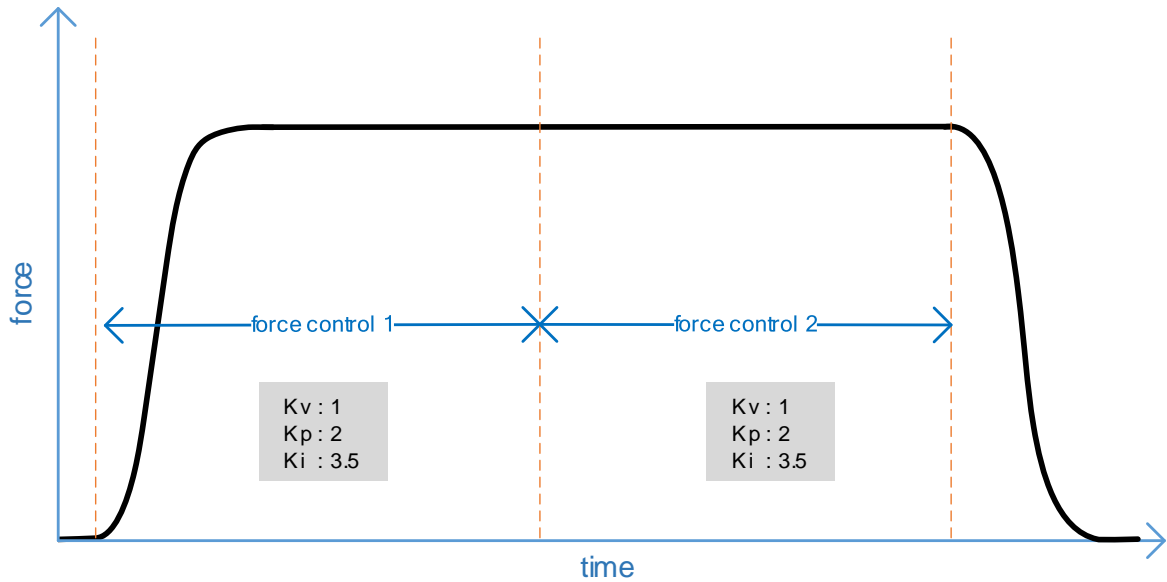 force
force control 1
force control 2
Kv : 1
Kp : 2
Ki : 3.5
Kv : 1
Kp : 2
Ki : 3.5
time